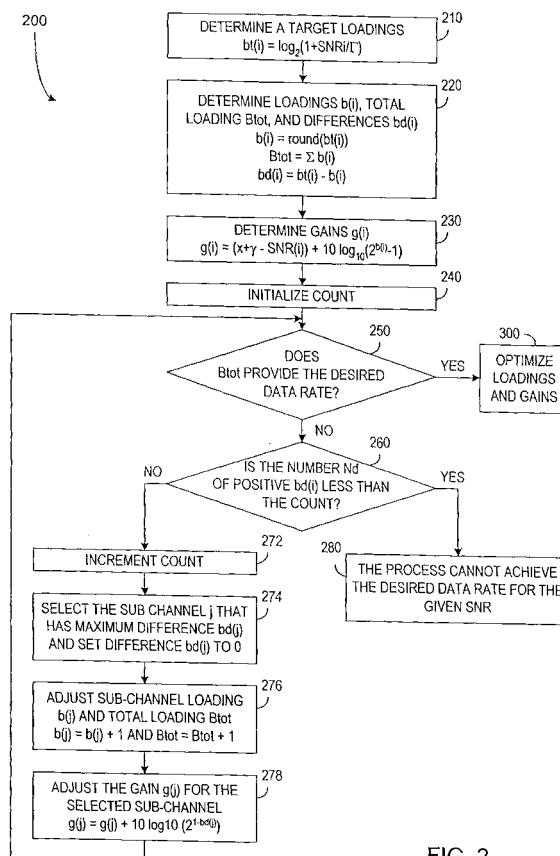 200
210
DETERMINE A TARGET LOADINGS
bt(i) = log2(1+SNRi/Γ)
220
DETERMINE LOADINGS b(i), TOTAL
LOADING Btot, AND DIFFERENCES bd(i)
b(i) = round(bt(i))
Btot = Σ b(i)
bd(i) = bt(i) - b(i)
230
DETERMINE GAINS g(i)
g(i) = (x+γ - SNR(i)) + 10 log10(2^b(i)-1)
240
INITIALIZE COUNT
250
DOES
Btot PROVIDE THE DESIRED
DATA RATE?
YES
300
OPTIMIZE
LOADINGS
AND GAINS
NO
260
IS THE NUMBER Nd
OF POSITIVE bd(i) LESS THAN
THE COUNT?
NO
YES
272
INCREMENT COUNT
280
THE PROCESS CANNOT ACHIEVE
THE DESIRED DATA RATE FOR THE
GIVEN SNR
274
SELECT THE SUB CHANNEL j THAT
HAS MAXIMUM DIFFERENCE bd(j)
AND SET DIFFERENCE bd(j) TO 0
276
ADJUST SUB-CHANNEL LOADING
b(j) AND TOTAL LOADING Btot
b(j) = b(j) + 1 AND Btot = Btot + 1
278
ADJUST THE GAIN g(j) FOR THE
SELECTED SUB-CHANNEL
g(j) = g(j) + 10 log10 (2^1-bd(j))
FIG. 2